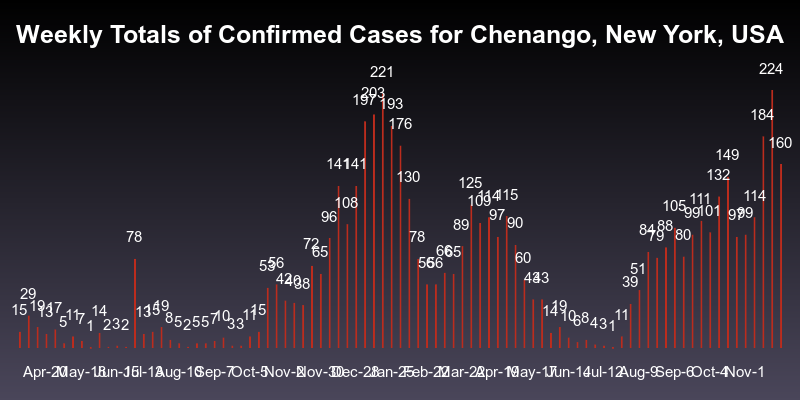 Weekly Totals of Confirmed Cases for Chenango, New York, USA
15 29 19 13 17 5 11 7 1 14 2 3 2 78 13 15 19 8 5 2 5 5 7 10 3 3 11 15 53 56 42 40 38 72 65 96 141 108 141 197 203 221 193 176 130 78 56 56 66 65 89 125 109 114 97 115 90 60 43 43 14 19 10 6 8 4 3 1 11 39 51 84 79 88 105 80 99 111 101 132 149 97 99 114 184 224 160
Apr-20 May-18 Jun-15 Jul-13 Aug-10 Sep-7 Oct-5 Nov-2 Nov-30 Dec-28 Jan-25 Feb-22 Mar-22 Apr-19 May-17 Jun-14 Jul-12 Aug-9 Sep-6 Oct-4 Nov-1